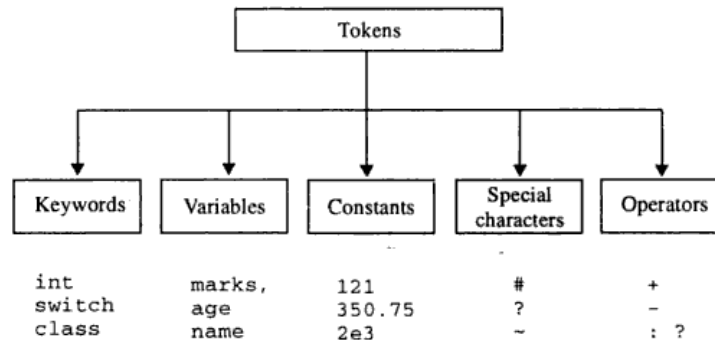 Tokens
Keywords Variables Constants Special characters Operators
int marks, 121 # +
switch age 350.75 ? -
class name 2e3 ~ : ?